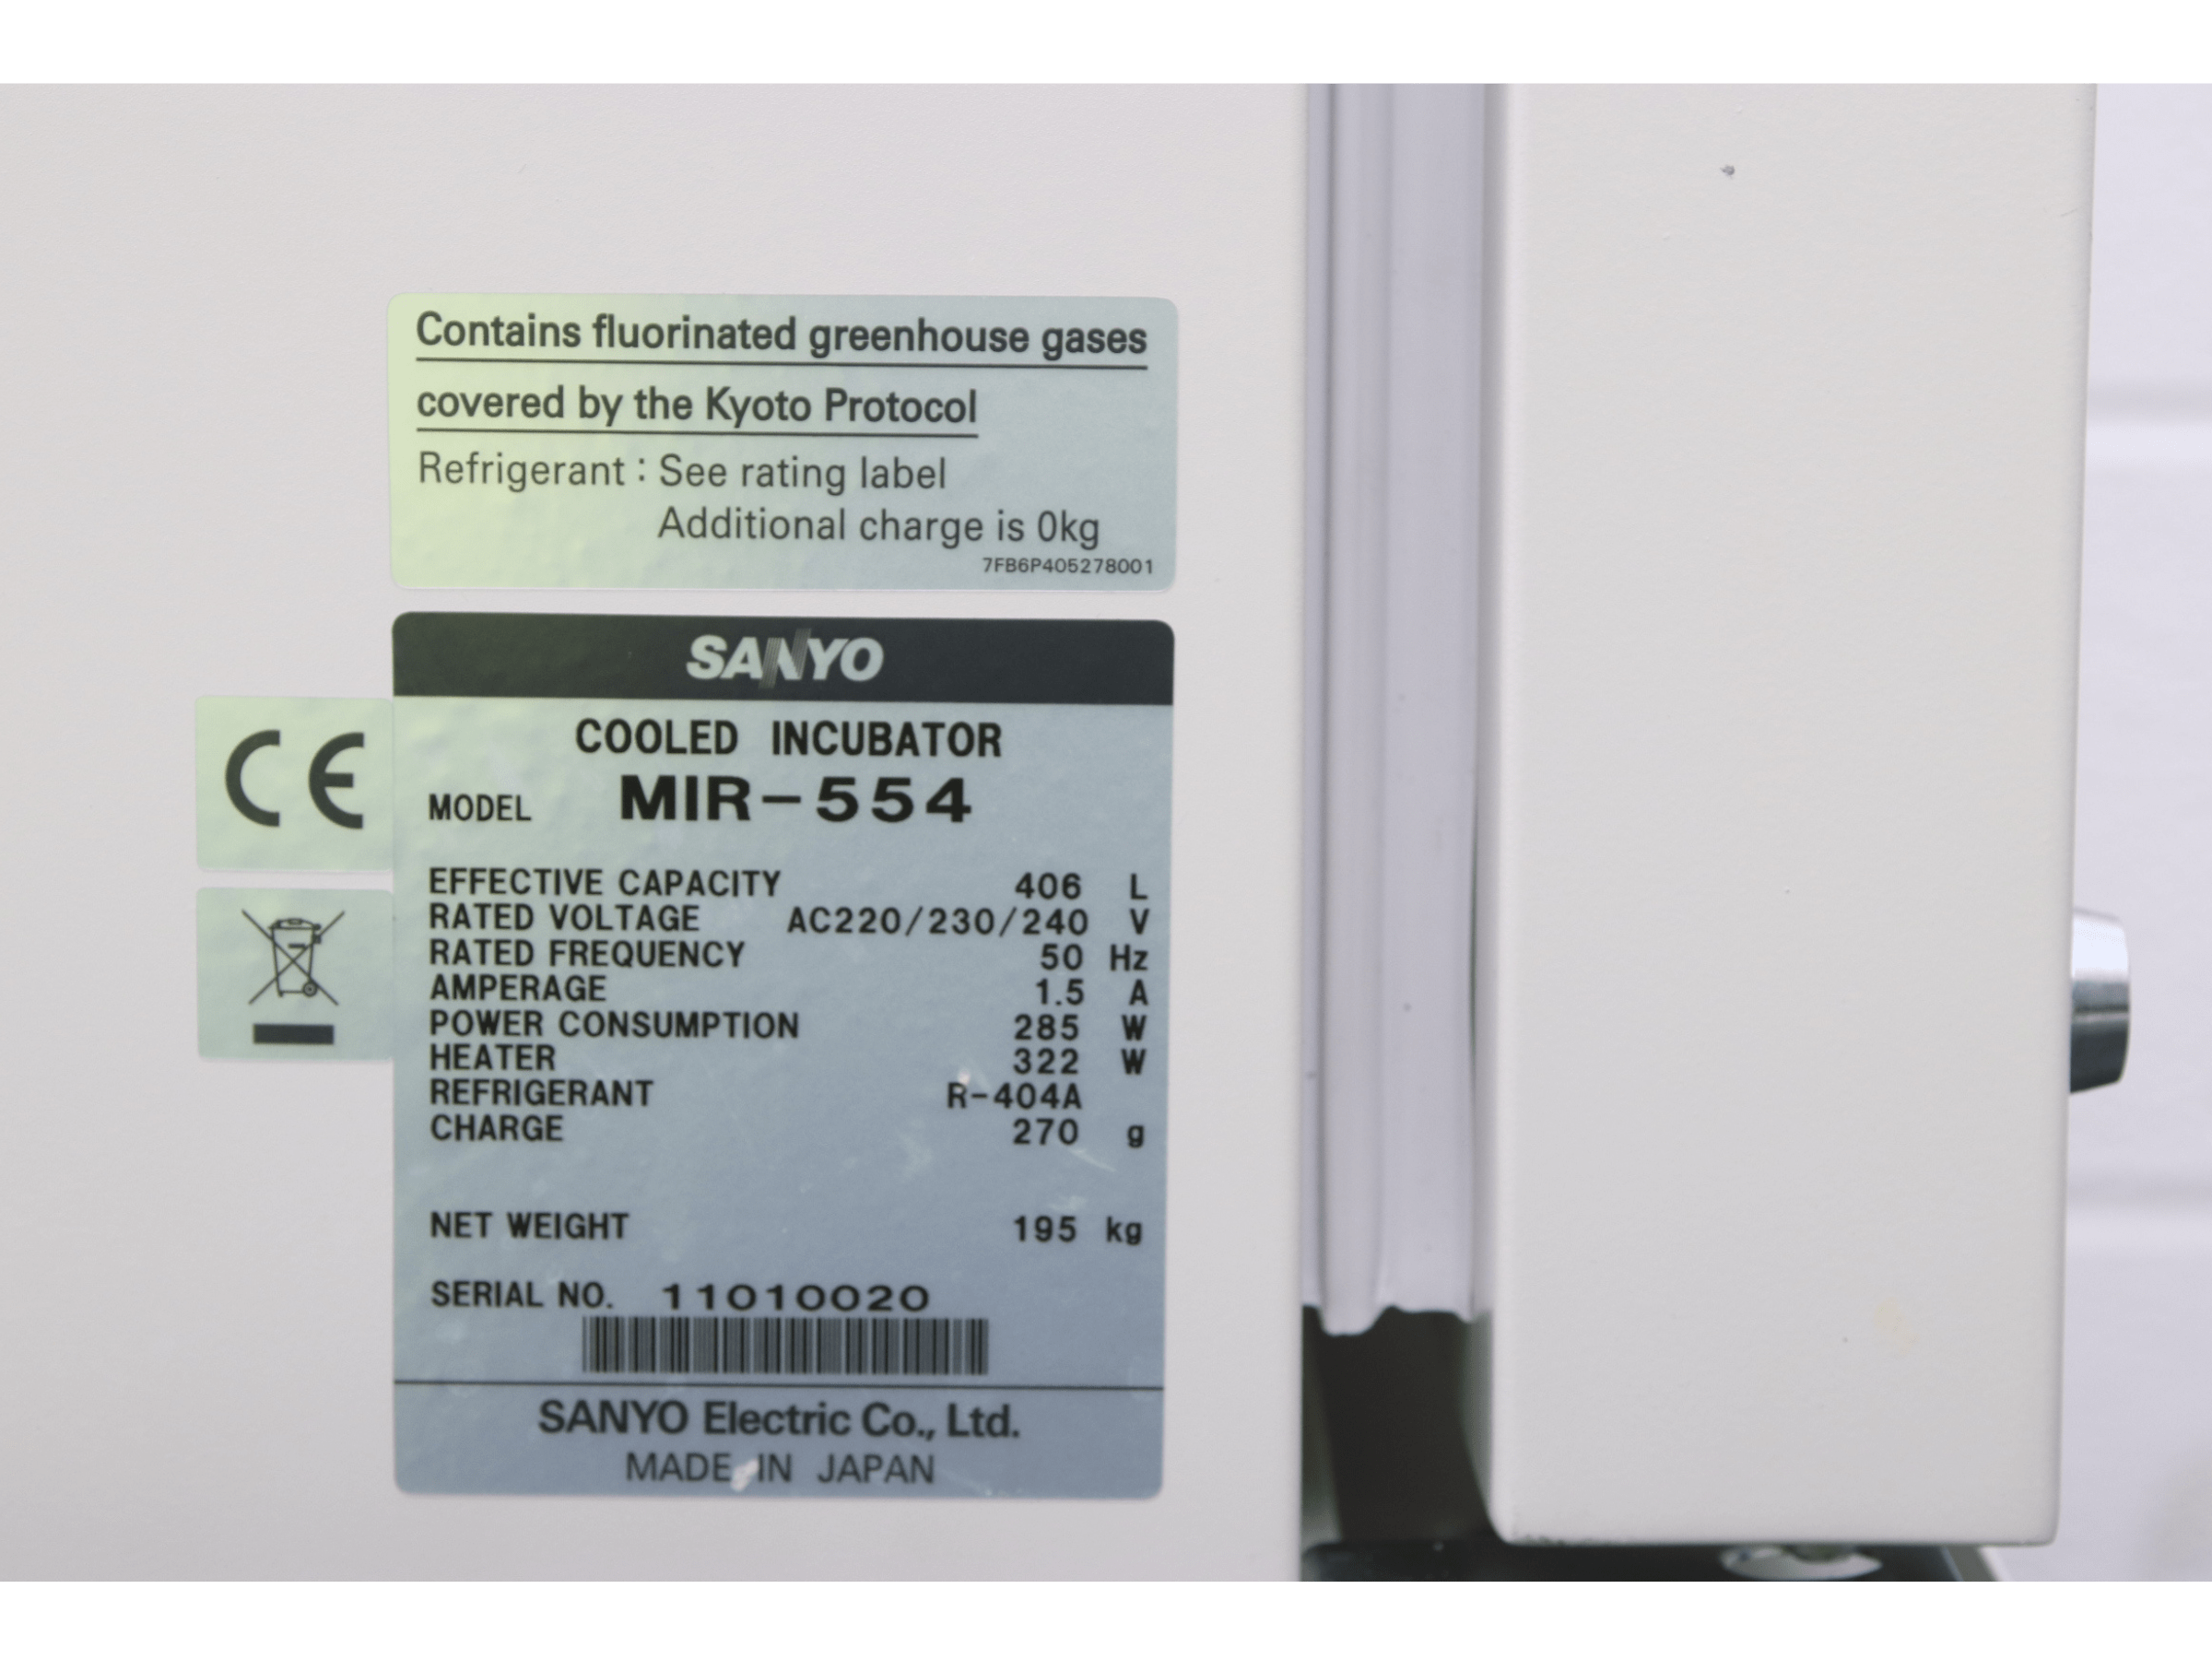 Contains fluorinated greenhouse gases
covered by the Kyoto Protocol
Refrigerant : See rating label
Additional charge is 0kg
7FB6P405278001
SANYO
CE
COOLED INCUBATOR
MODEL MIR-554
EFFECTIVE CAPACITY 406 L
RATED VOLTAGE AC220/230/240 V
RATED FREQUENCY 50 Hz
AMPERAGE 1.5 A
POWER CONSUMPTION 285 W
HEATER 322 W
REFRIGERANT R-404A
CHARGE 270 g
NET WEIGHT 195 kg
SERIAL NO. 11010020
SANYO Electric Co., Ltd.
MADE IN JAPAN